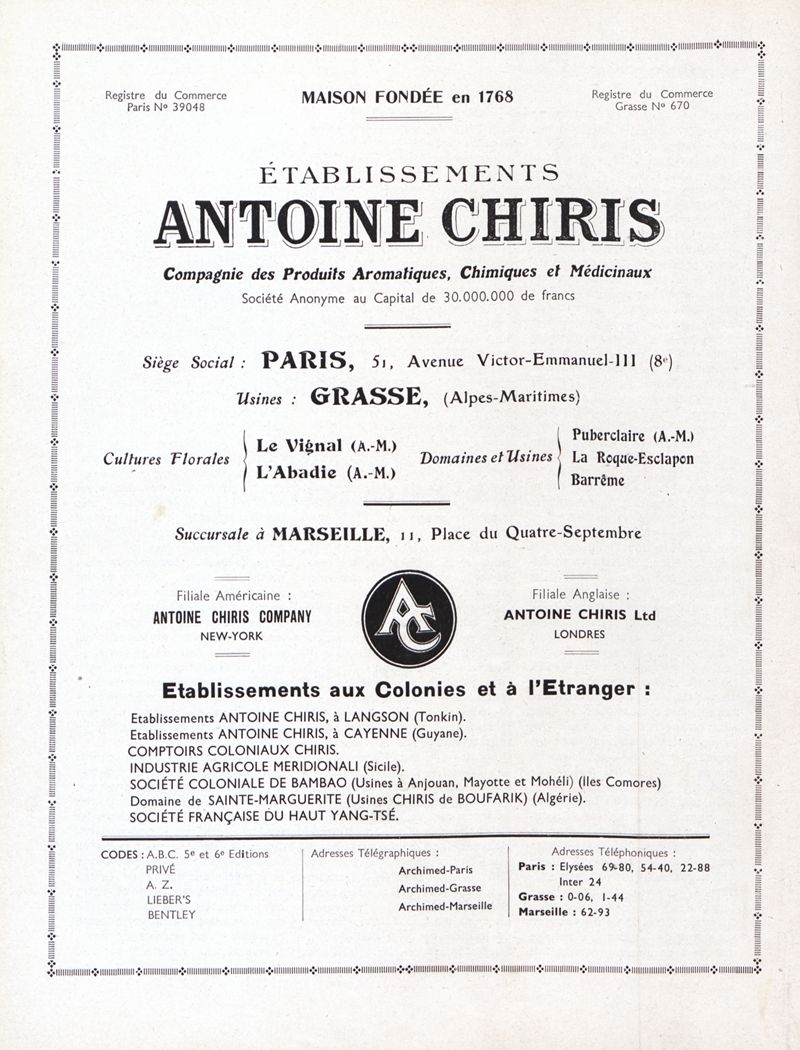 Registre du Commerce
Paris Nº 39048
MAISON FONDÉE en 1768
Registre du Commerce
Grasse Nº 670
ÉTABLISSEMENTS
ANTOINE CHIRIS
Compagnie des Produits Aromatiques, Chimiques et Médicinaux
Société Anonyme au Capital de 30.000.000 de francs
Siège Social : PARIS, 51, Avenue Victor-Emmanuel-III (8e)
Usines : GRASSE, (Alpes-Maritimes)
Cultures Florales
Le Vignal (A.-M.)
L'Abadie (A.-M.)
Domaines et Usines
Puberclaire (A.-M.)
La Roque-Esclapon
Barrême
Succursale à MARSEILLE, 11, Place du Quatre-Septembre
Filiale Américaine :
ANTOINE CHIRIS COMPANY
NEW-YORK
AC
Filiale Anglaise :
ANTOINE CHIRIS Ltd
LONDRES
Etablissements aux Colonies et à l'Etranger :
Etablissements ANTOINE CHIRIS, à LANGSON (Tonkin).
Etablissements ANTOINE CHIRIS, à CAYENNE (Guyane).
COMPTOIRS COLONIAUX CHIRIS.
INDUSTRIE AGRICOLE MERIDIONALI (Sicile).
SOCIÉTÉ COLONIALE DE BAMBAO (Usines à Anjouan, Mayotte et Mohéli) (Iles Comores)
Domaine de SAINTE-MARGUERITE (Usines CHIRIS de BOUFARIK) (Algérie).
SOCIÉTÉ FRANÇAISE DU HAUT YANG-TSÉ.
CODES : A.B.C. 5e et 6e Editions
PRIVÉ
A. Z.
LIEBER'S
BENTLEY
Adresses Télégraphiques :
Archimed-Paris
Archimed-Grasse
Archimed-Marseille
Adresses Téléphoniques :
Paris : Elysées 69-80, 54-40, 22-88
Inter 24
Grasse : 0-06, 1-44
Marseille : 62-93